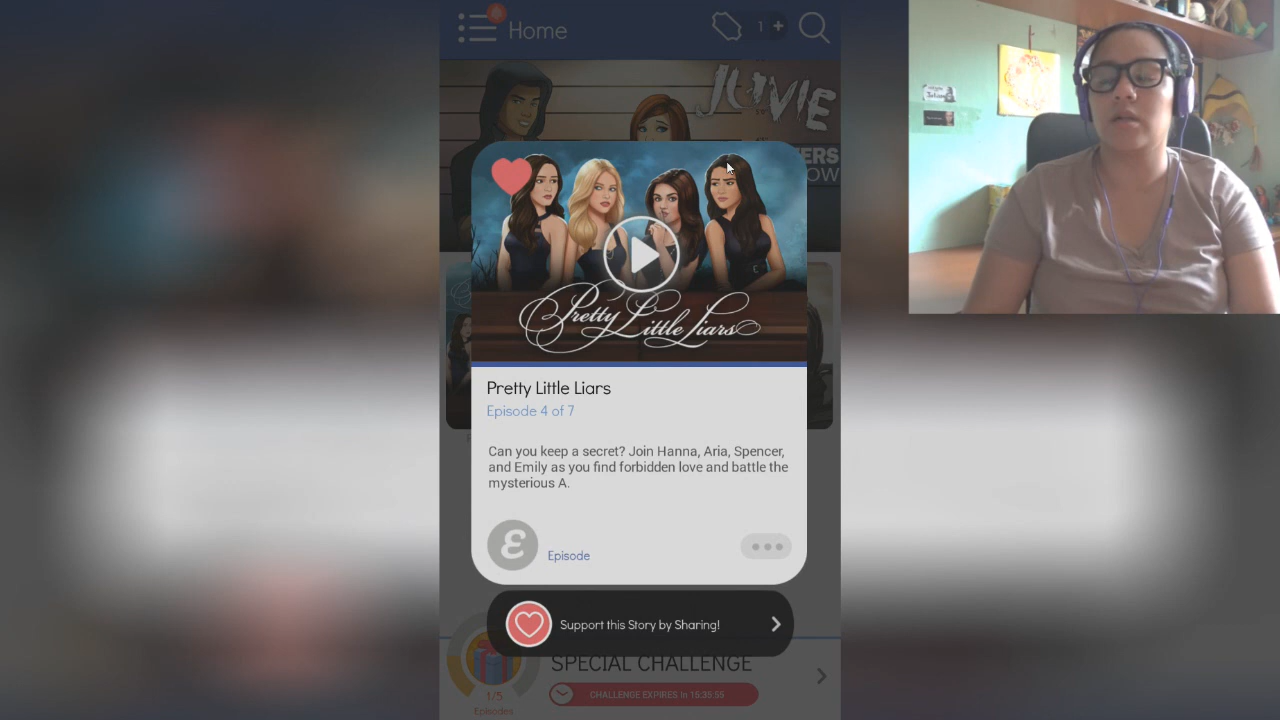 Home
1 +
JUVIE
Pretty Little Liars
Pretty Little Liars
Episode 4 of 7
Can you keep a secret? Join Hanna, Aria, Spencer,
and Emily as you find forbidden love and battle the
mysterious A.
Episode
Support this Story by Sharing!
SPECIAL CHALLENGE
1/5
Episodes
CHALLENGE EXPIRES in 15:35:55